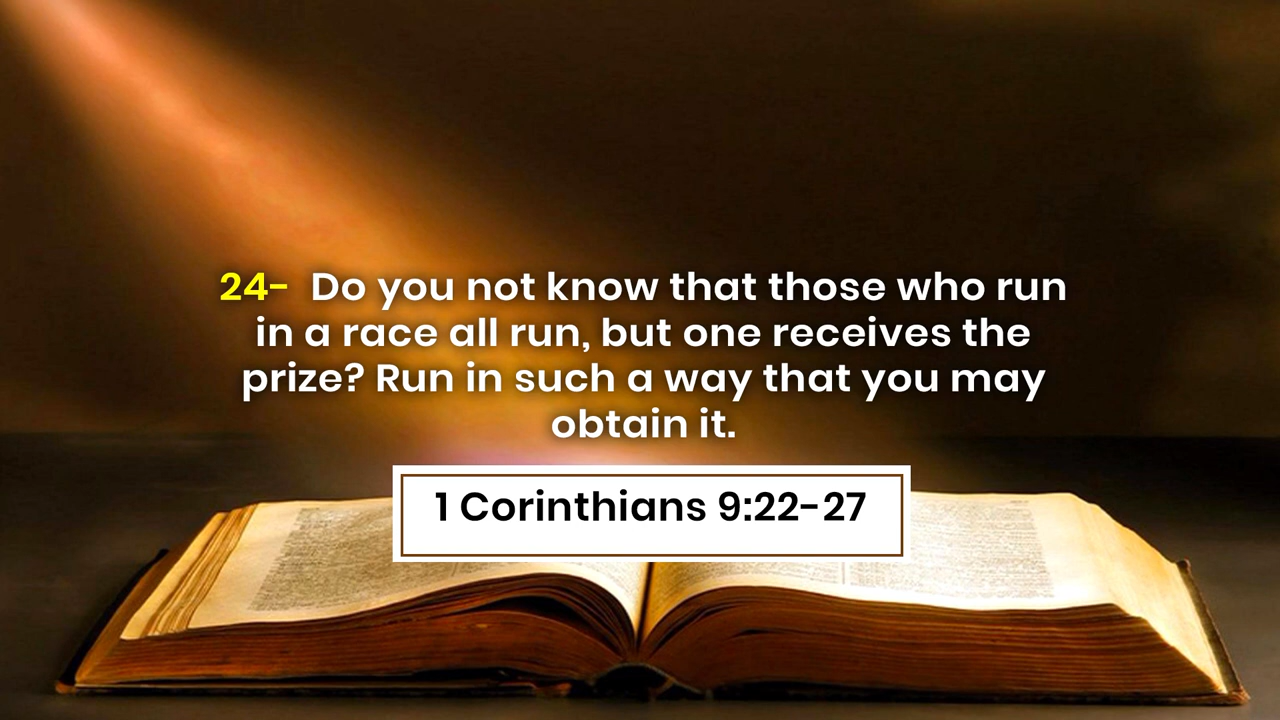 24- Do you not know that those who run
in a race all run, but one receives the
prize? Run in such a way that you may
obtain it.
1 Corinthians 9:22-27